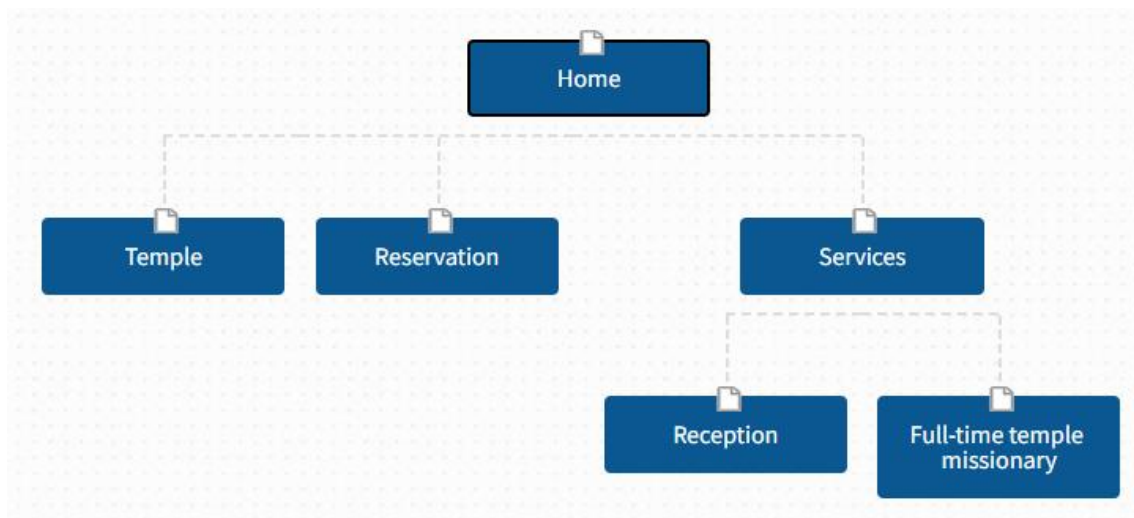 Home
Temple
Reservation
Services
Reception
Full-time temple
missionary